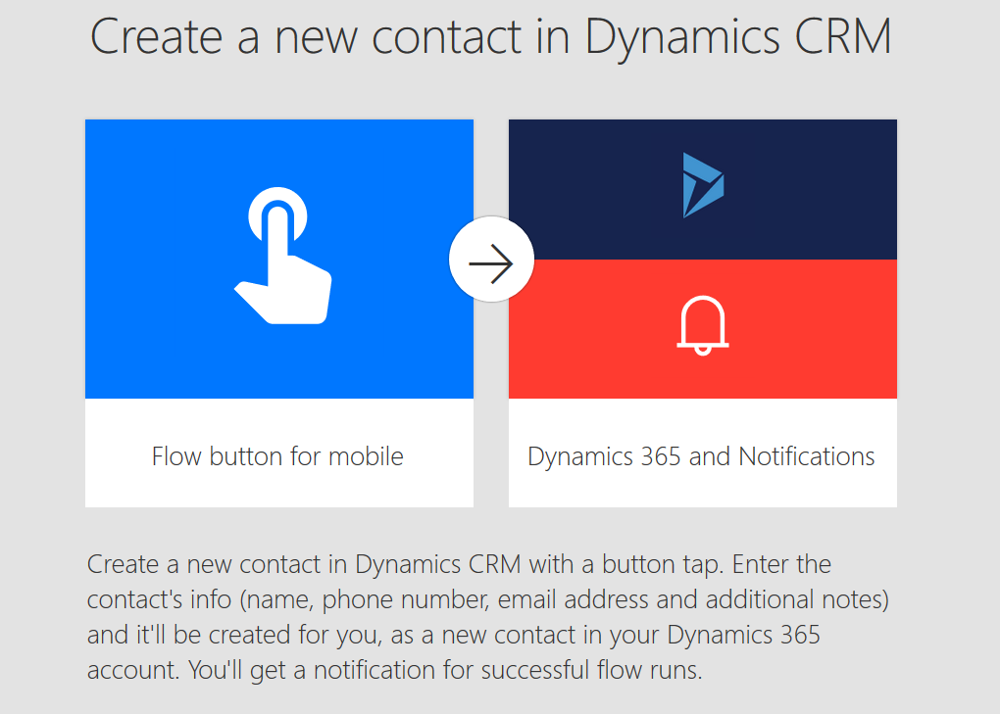 Create a new contact in Dynamics CRM
Flow button for mobile
Dynamics 365 and Notifications
Create a new contact in Dynamics CRM with a button tap. Enter the
contact's info (name, phone number, email address and additional notes)
and it'll be created for you, as a new contact in your Dynamics 365
account. You'll get a notification for successful flow runs.